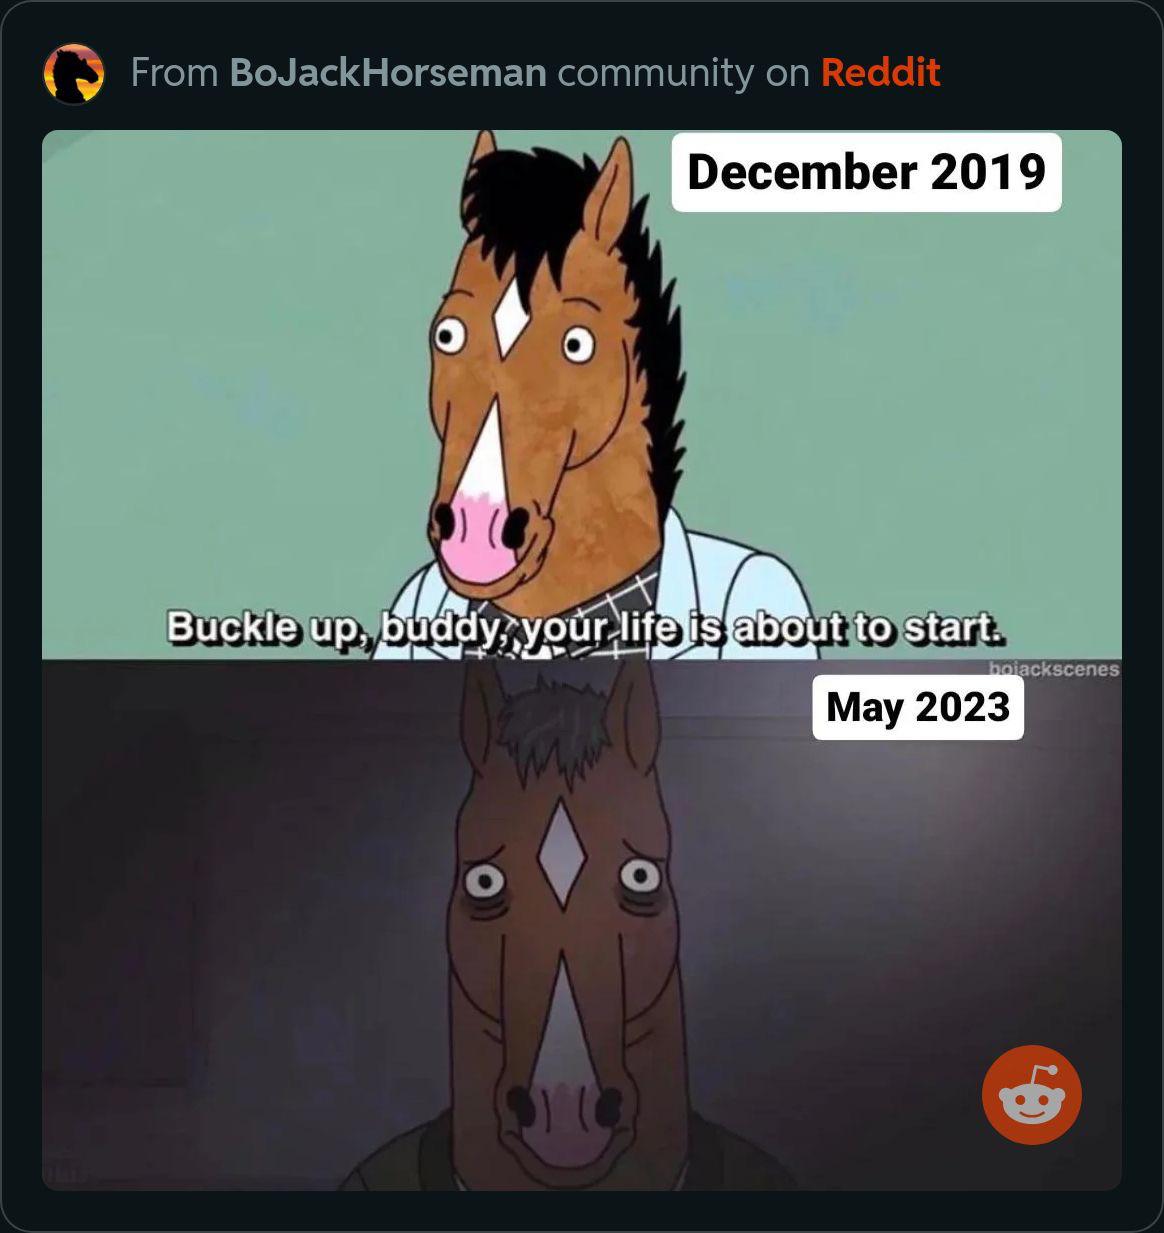 From BoJackHorseman community on Reddit
December 2019
Buckle up, buddy, your life is about to start.
bojackscenes
May 2023